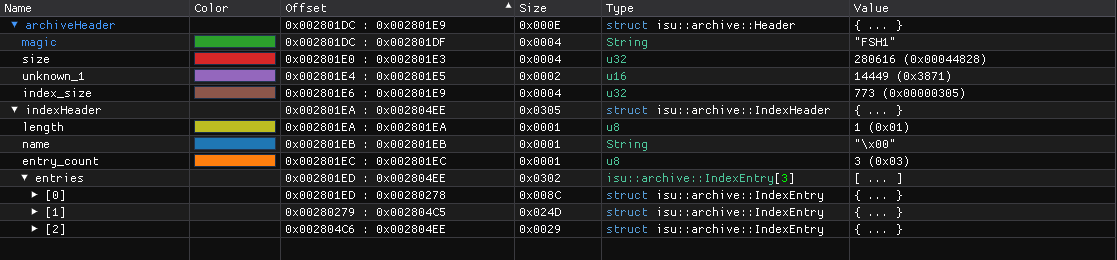 Name Color Offset Size Type Value
▼ archiveHeader 0x002801DC : 0x002801E9 0x000E struct isu::archive::Header { ... }
magic 0x002801DC : 0x002801DF 0x0004 String "FSH1"
size 0x002801E0 : 0x002801E3 0x0004 u32 280616 (0x00044828)
unknown_1 0x002801E4 : 0x002801E5 0x0002 u16 14449 (0x3871)
index_size 0x002801E6 : 0x002801E9 0x0004 u32 773 (0x00000305)
▼ indexHeader 0x002801EA : 0x002804EE 0x0305 struct isu::archive::IndexHeader { ... }
length 0x002801EA : 0x002801EA 0x0001 u8 1 (0x01)
name 0x002801EB : 0x002801EB 0x0001 String "\x00"
entry_count 0x002801EC : 0x002801EC 0x0001 u8 3 (0x03)
▼ entries 0x002801ED : 0x002804EE 0x0302 isu::archive::IndexEntry[3] [ ... ]
▶ [0] 0x002801ED : 0x00280278 0x008C struct isu::archive::IndexEntry { ... }
▶ [1] 0x00280279 : 0x002804C5 0x024D struct isu::archive::IndexEntry { ... }
▶ [2] 0x002804C6 : 0x002804EE 0x0029 struct isu::archive::IndexEntry { ... }